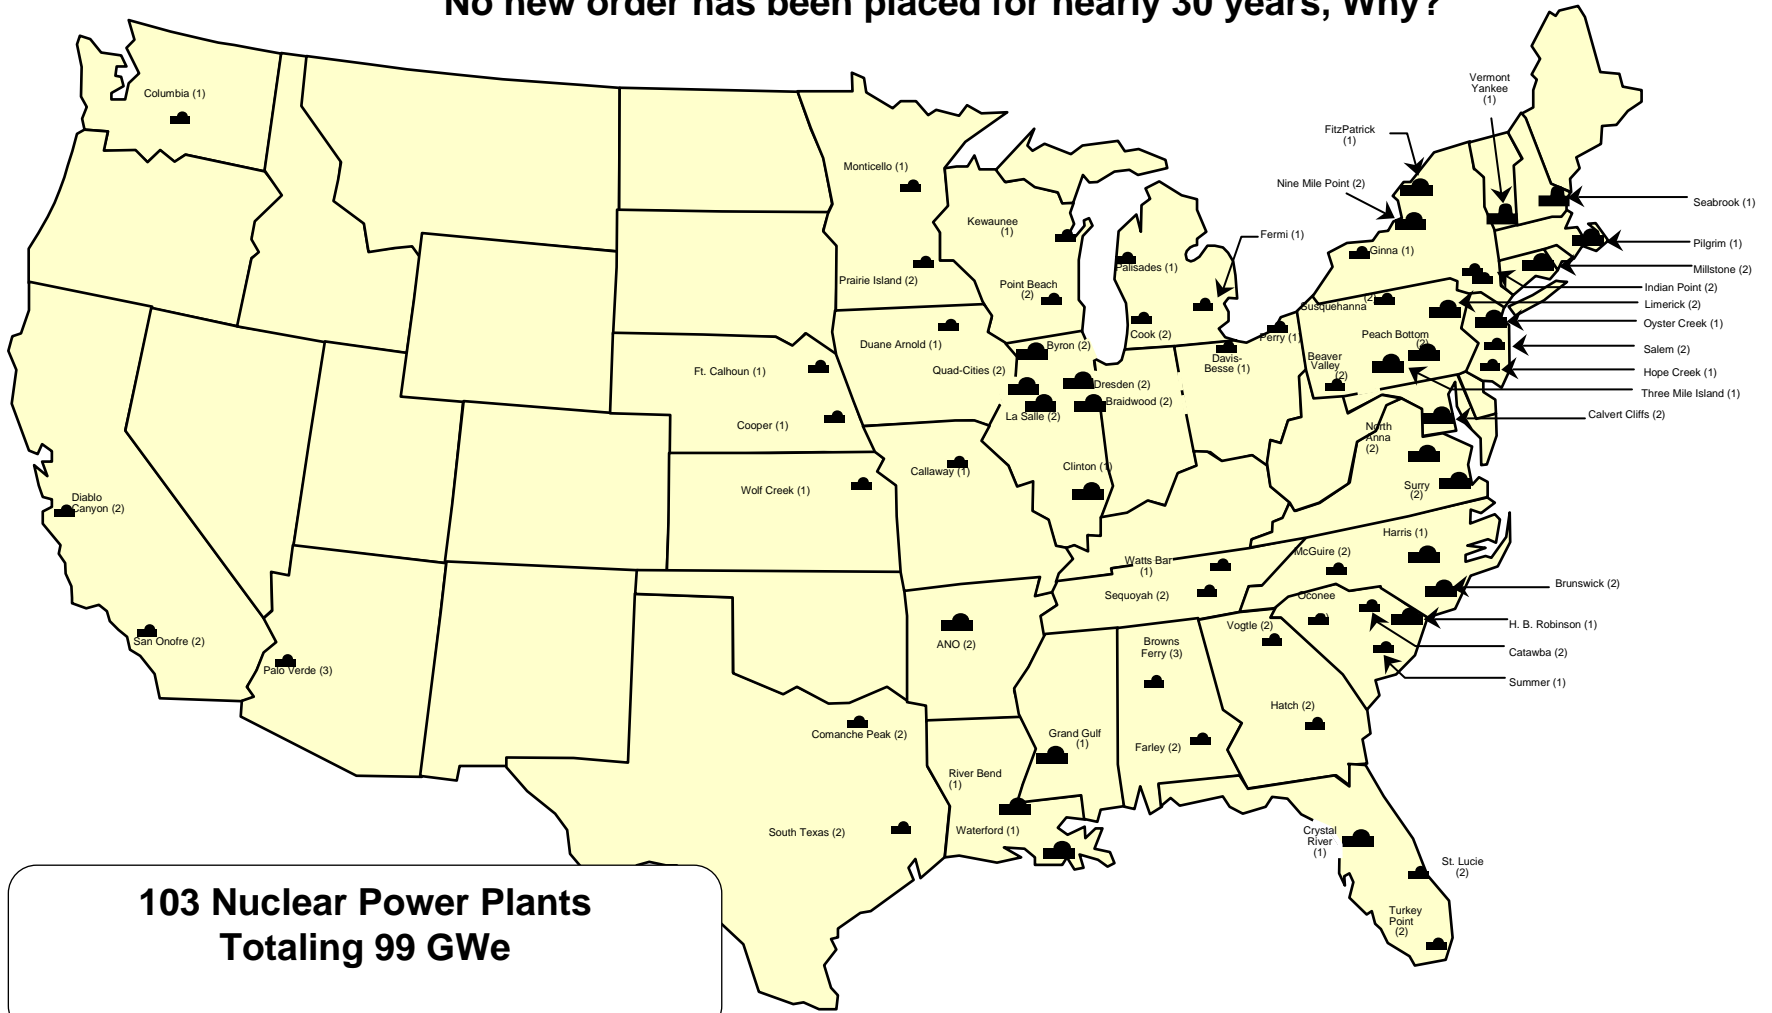 No new order has been placed for nearly 30 years, Why?
Columbia (1)
Vermont
Yankee
(1)
FitzPatrick
(1)
Monticello (1)
Nine Mile Point (2)
Seabrook (1)
Kewaunee
(1)
Fermi (1)
Ginna (1)
Pilgrim (1)
Palisades (1)
Millstone (2)
Prairie Island (2)
Point Beach
(2)
Indian Point (2)
Susquehanna
(2)
Limerick (2)
Oyster Creek (1)
Cook (2)
Perry (1)
Peach Bottom
(2)
Duane Arnold (1)
Byron (2)
Salem (2)
Davis-
Besse (1)
Beaver
Valley
(2)
Ft. Calhoun (1)
Quad-Cities (2)
Hope Creek (1)
Dresden (2)
Three Mile Island (1)
Braidwood (2)
La Salle (2)
Calvert Cliffs (2)
Cooper (1)
North
Anna
(2)
Callaway (1)
Clinton (1)
Wolf Creek (1)
Surry
(2)
Diablo
Canyon (2)
Harris (1)
McGuire (2)
Watts Bar
(1)
Brunswick (2)
Sequoyah (2)
Oconee
H. B. Robinson (1)
Vogtle (2)
San Onofre (2)
ANO (2)
Browns
Ferry (3)
Catawba (2)
Palo Verde (3)
Summer (1)
Hatch (2)
Comanche Peak (2)
Grand Gulf
(1)
Farley (2)
River Bend
(1)
South Texas (2)
Waterford (1)
Crystal
River
(1)
St. Lucie
(2)
Turkey
Point
(2)
103 Nuclear Power Plants
Totaling 99 GWe